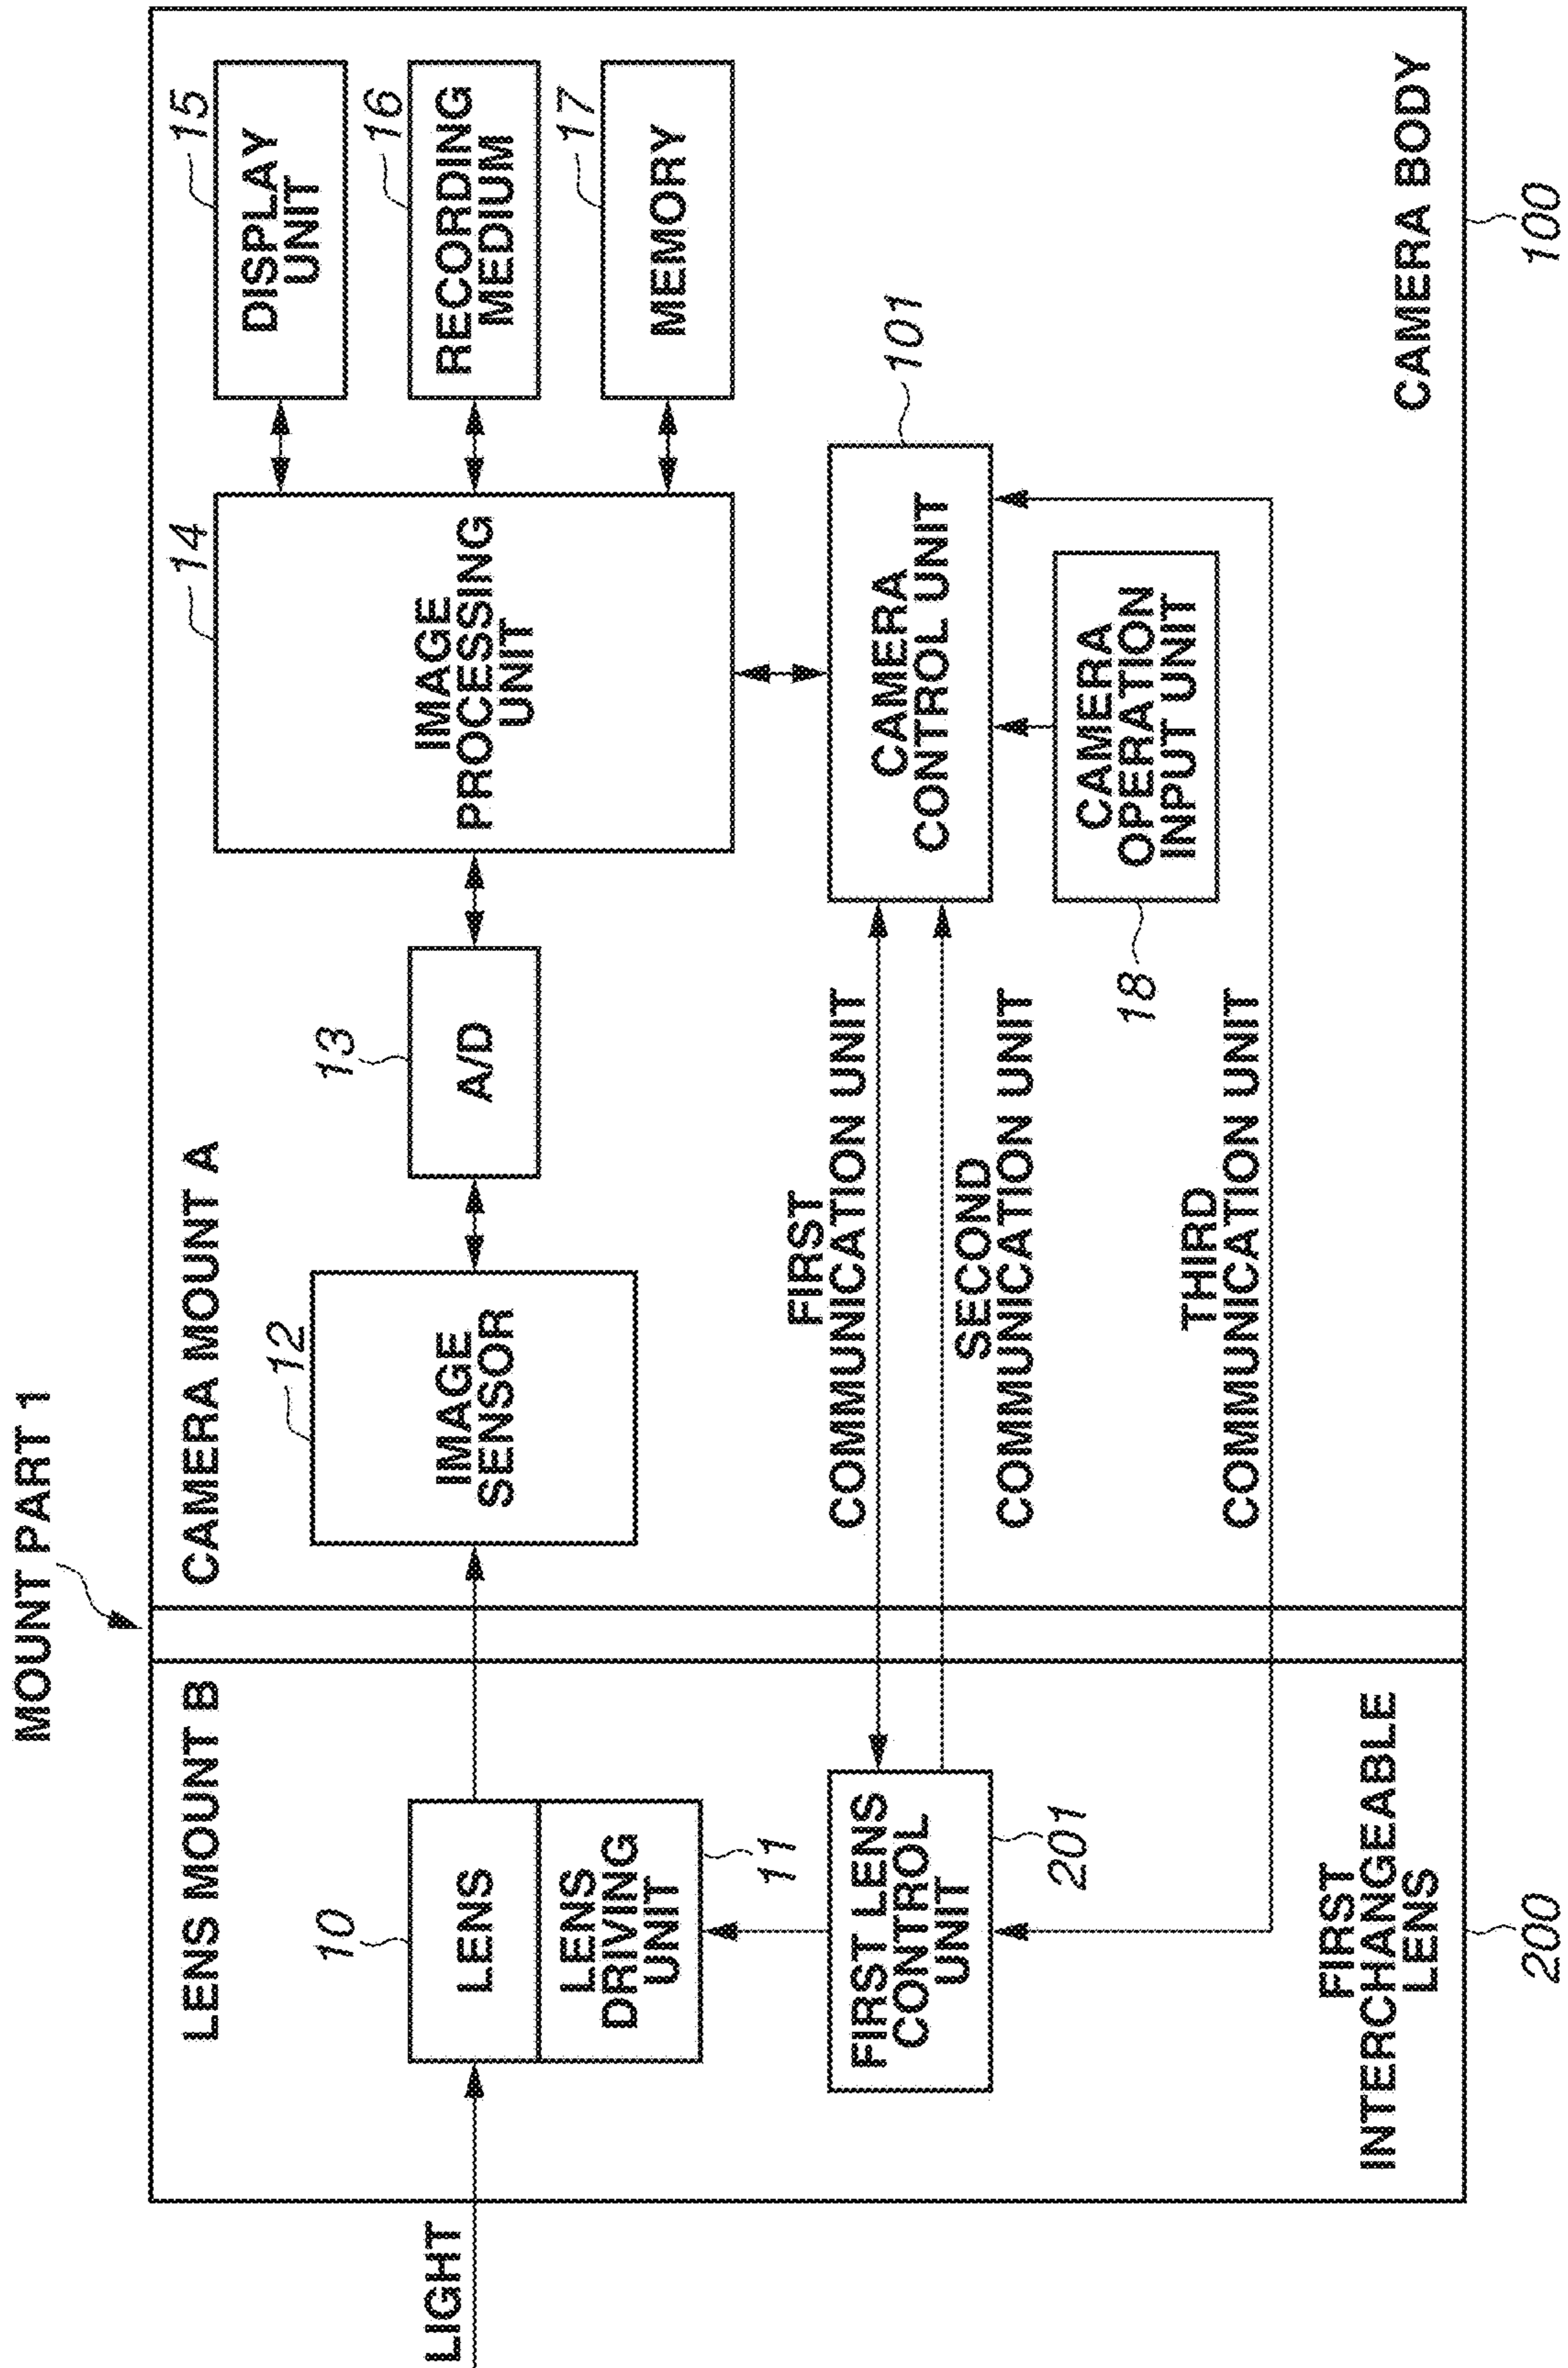 MOUNT PART 1
LENS MOUNT B
CAMERA MOUNT A
LIGHT
10
LENS
LENS
DRIVING
UNIT
11
FIRST LENS
CONTROL
UNIT
201
FIRST
INTERCHANGEABLE
LENS
200
12
IMAGE
SENSOR
13
A/D
14
IMAGE
PROCESSING
UNIT
15
DISPLAY
UNIT
16
RECORDING
MEDIUM
17
MEMORY
FIRST
COMMUNICATION UNIT
SECOND
COMMUNICATION UNIT
THIRD
COMMUNICATION UNIT
CAMERA
CONTROL UNIT
101
CAMERA
OPERATION
INPUT UNIT
18
CAMERA BODY
100